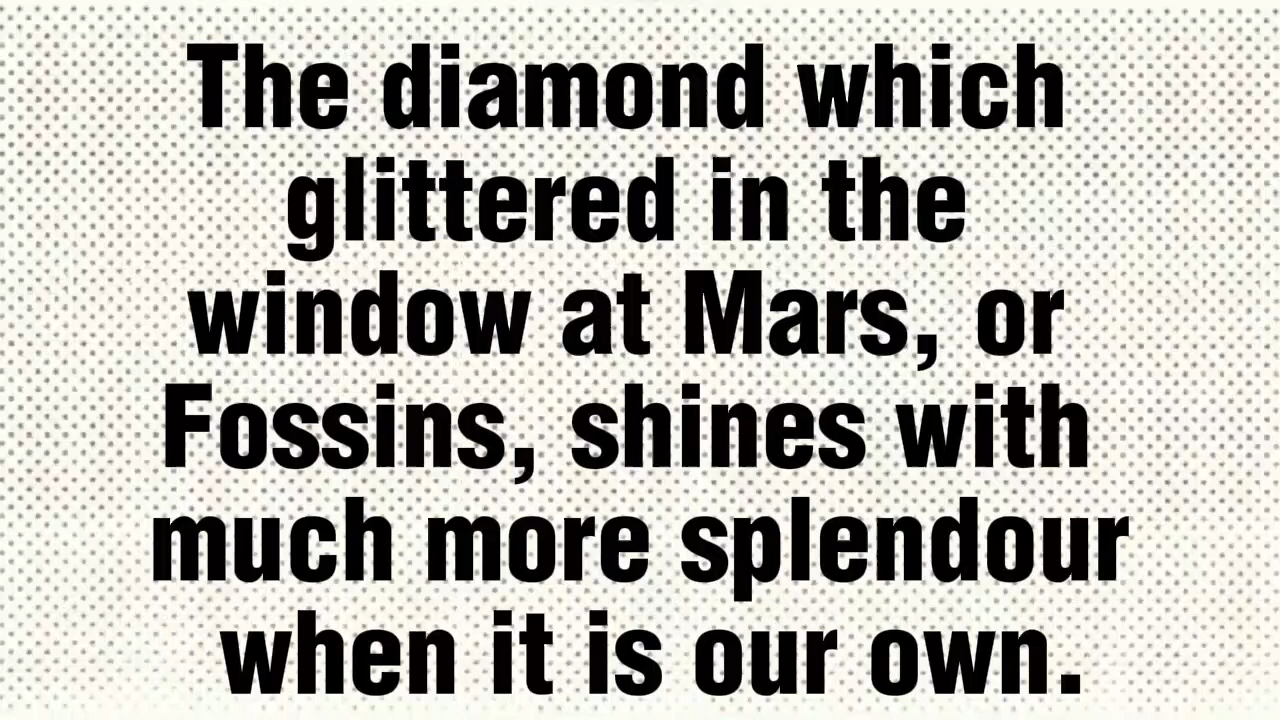 The diamond which
glittered in the
window at Mars, or
Fossins, shines with
much more splendour
when it is our own.